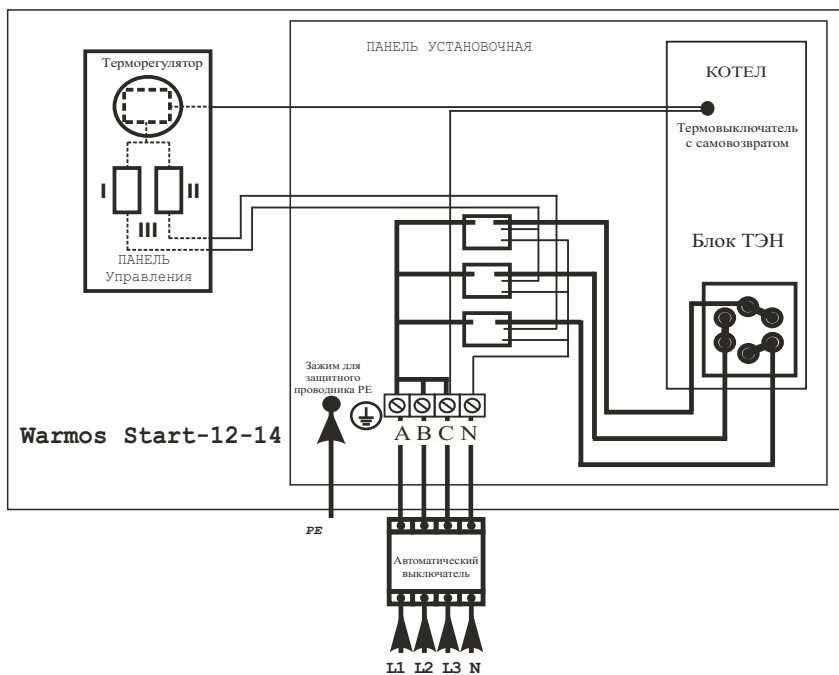 ПАНЕЛЬ УСТАНОВОЧНАЯ
Терморегулятор
КОТЕЛ
Термовыключатель
с самовозвратом
I
II
III
ПАНЕЛЬ
Управления
Блок ТЭН
Зажим для
защитного
проводника PE
Warmos Start-12-14
A B C N
PE
Автоматический
выключатель
L1 L2 L3 N